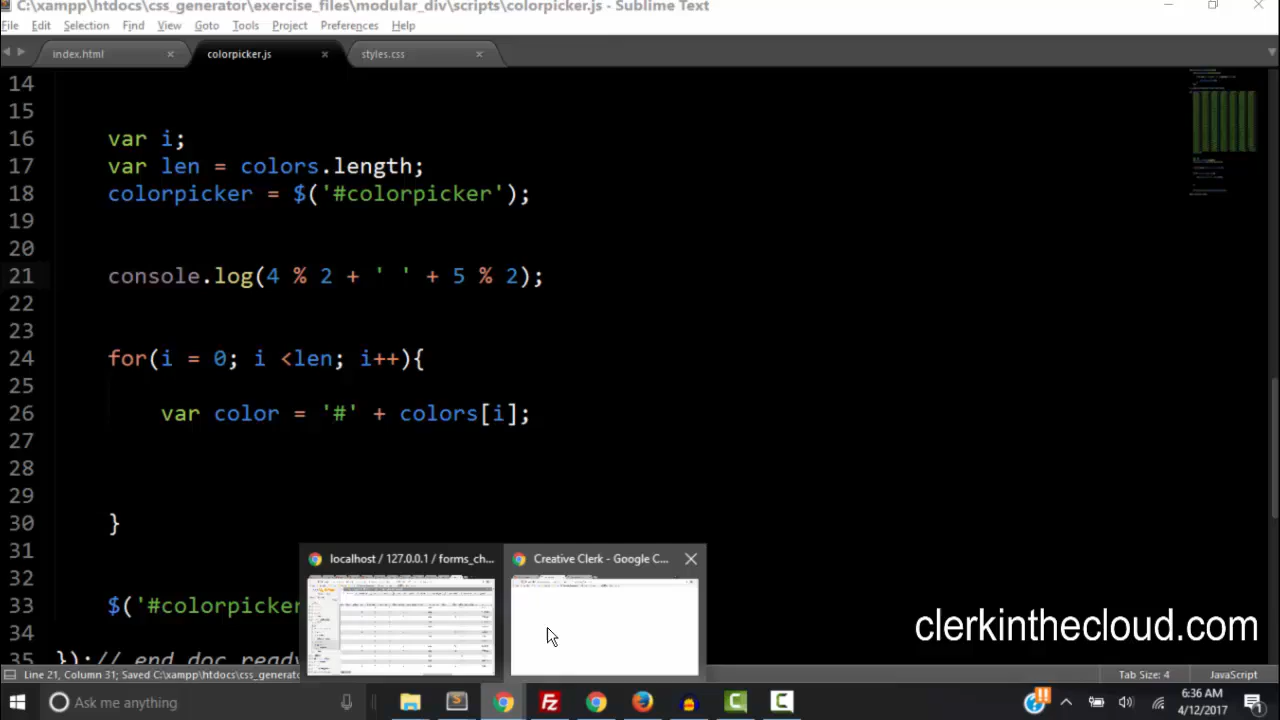 C:\xampp\htdocs\css_generator\exercise_files\modular_div\scripts\colorpicker.js - Sublime Text
File Edit Selection Find View Goto Tools Project Preferences Help
index.html colorpicker.js styles.css
14
15
16 var i;
17 var len = colors.length;
18 colorpicker = $('#colorpicker');
19
20
21 console.log(4 % 2 + ' ' + 5 % 2);
22
23
24 for(i = 0; i <len; i++){
25
26 var color = '#' + colors[i];
27
28
29
30 }
31
32
33 $('#colorpicker
34
35 });// end doc ready
localhost / 127.0.0.1 / forms_ch... Creative Clerk - Google C...
clerkinthecloud.com
Line 21, Column 31; Saved C:\xampp\htdocs\css_generato Tab Size: 4 JavaScript
Ask me anything 6:36 AM
4/12/2017